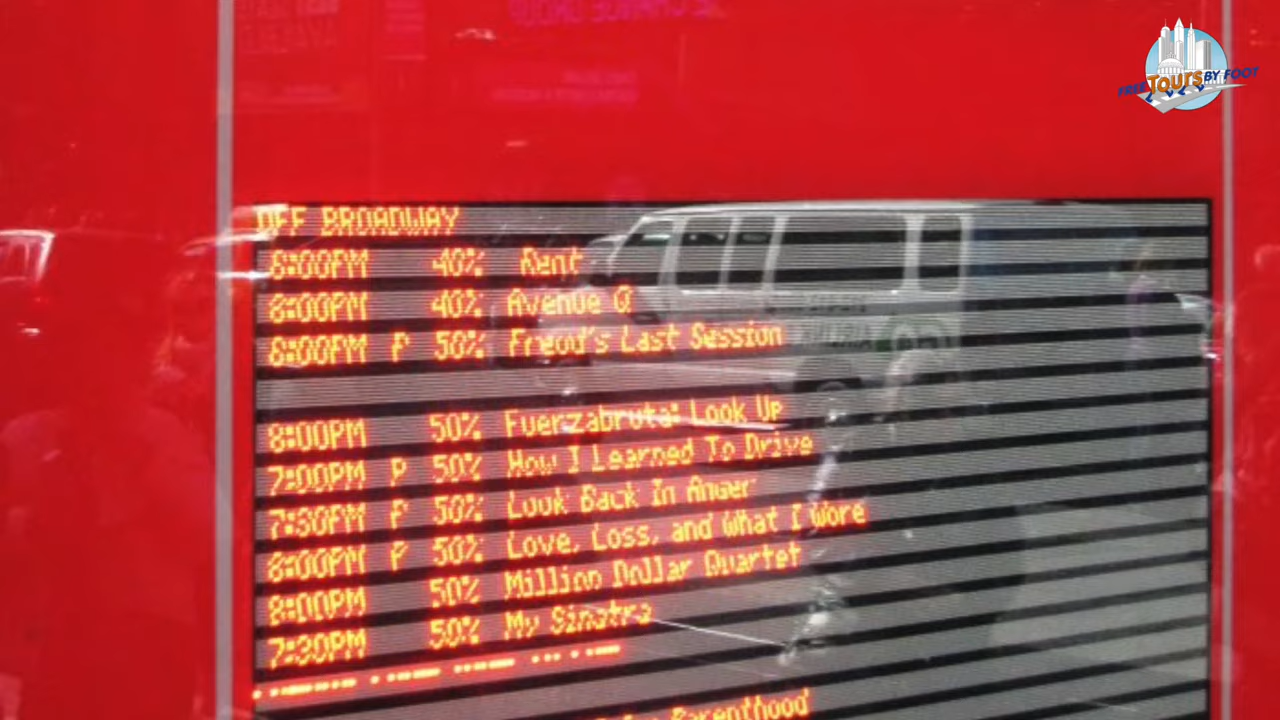 FREE TOURS BY FOOT
OFF BROADWAY
8:00PM 40% Rent
8:00PM 40% Avenue Q
8:00PM P 50% Freud's Last Session
8:00PM 50% Fuerzabruta: Look Up
7:00PM P 50% How I Learned To Drive
7:30PM P 50% Look Back In Anger
8:00PM P 50% Love, Loss, and What I Wore
8:00PM 50% Million Dollar Quartet
7:30PM 50% My Sinatra
Parenthood